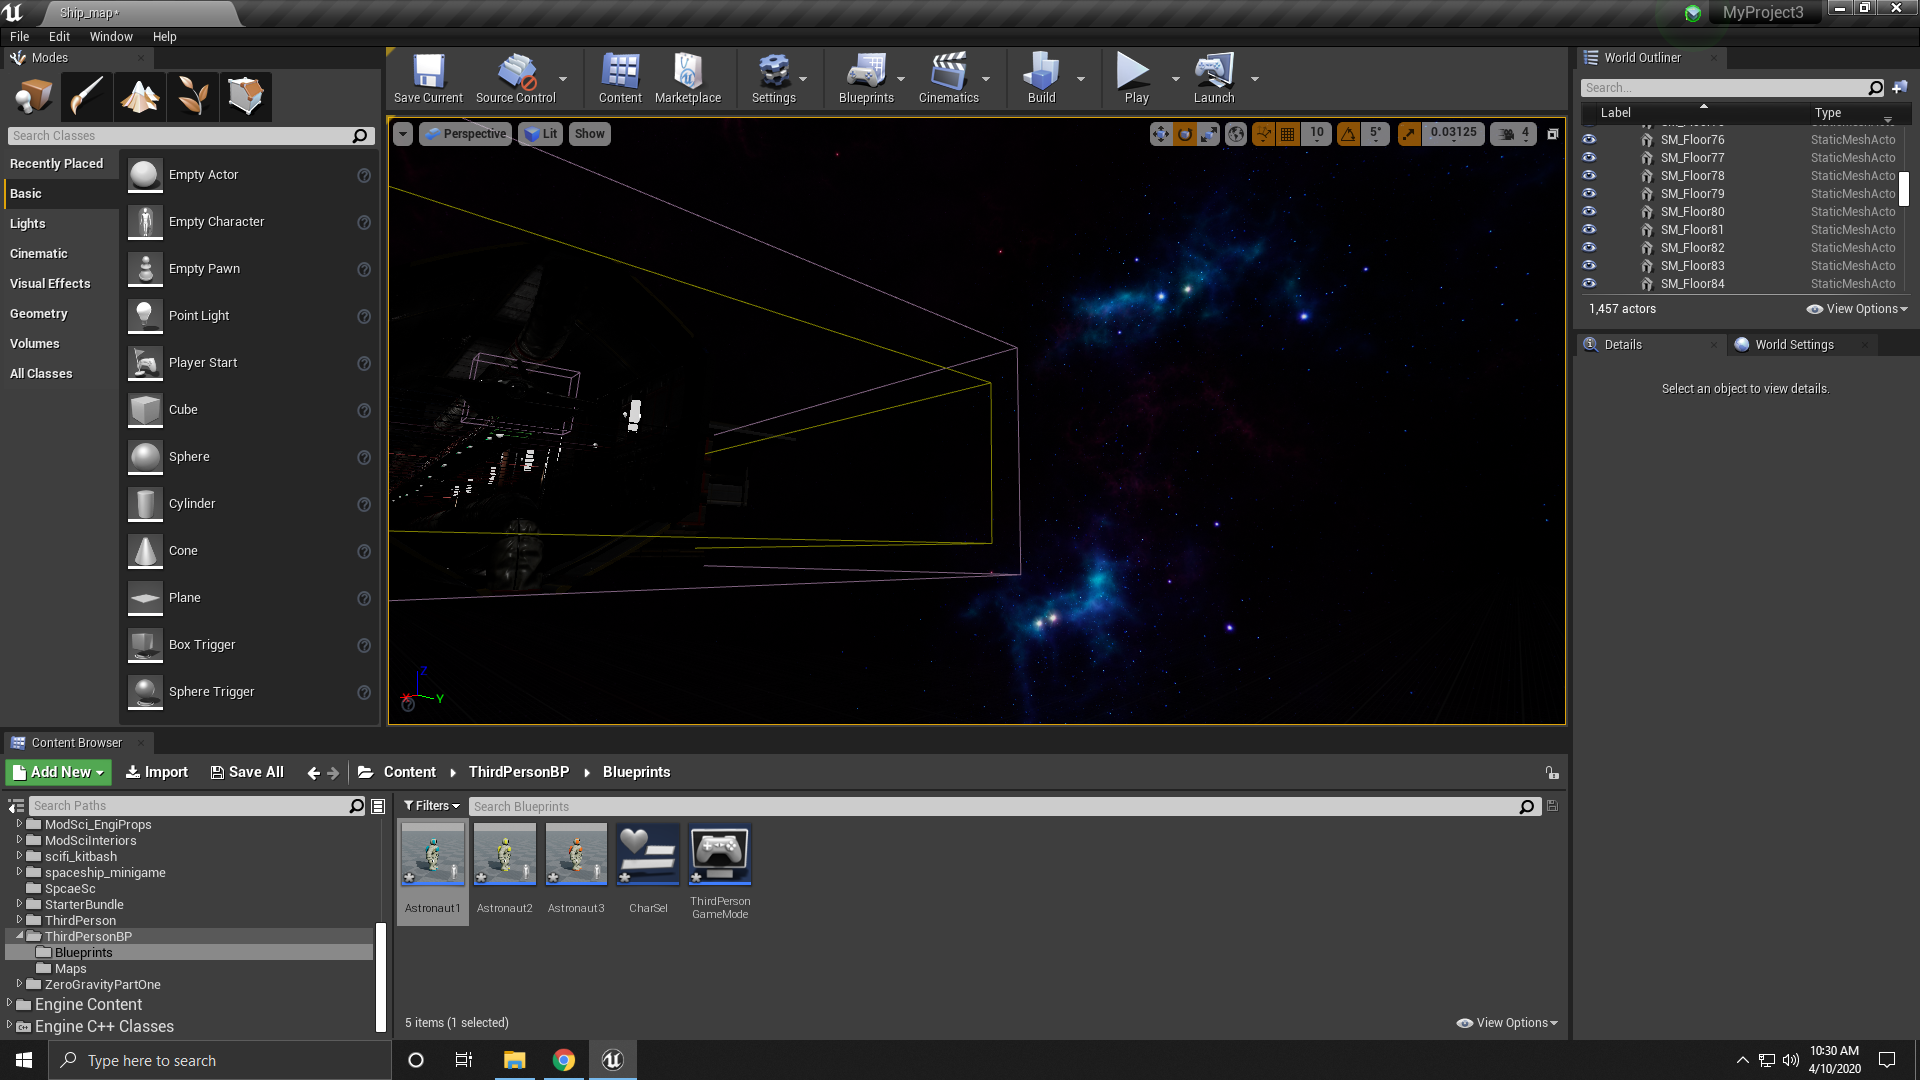 Ship_map*
MyProject3
File Edit Window Help
Modes
Save Current
Source Control
Content
Marketplace
Settings
Blueprints
Cinematics
Build
Play
Launch
World Outliner
Search...
Label
Type
SM_Floor76 StaticMeshActo
SM_Floor77 StaticMeshActo
SM_Floor78 StaticMeshActo
SM_Floor79 StaticMeshActo
SM_Floor80 StaticMeshActo
SM_Floor81 StaticMeshActo
SM_Floor82 StaticMeshActo
SM_Floor83 StaticMeshActo
SM_Floor84 StaticMeshActo
1,457 actors
View Options
Details
World Settings
Select an object to view details.
Search Classes
Recently Placed
Basic
Lights
Cinematic
Visual Effects
Geometry
Volumes
All Classes
Empty Actor
Empty Character
Empty Pawn
Point Light
Player Start
Cube
Sphere
Cylinder
Cone
Plane
Box Trigger
Sphere Trigger
Perspective
Lit
Show
10
5°
0.03125
4
Z
X
Y
Content Browser
Add New
Import
Save All
Content
ThirdPersonBP
Blueprints
Search Paths
Filters
Search Blueprints
ModSci_EngiProps
ModSciInteriors
scifi_kitbash
spaceship_minigame
SpcaeSc
StarterBundle
ThirdPerson
ThirdPersonBP
Blueprints
Maps
ZeroGravityPartOne
Engine Content
Engine C++ Classes
Astronaut1
Astronaut2
Astronaut3
CharSel
ThirdPerson
GameMode
5 items (1 selected)
View Options
Type here to search
10:30 AM
4/10/2020